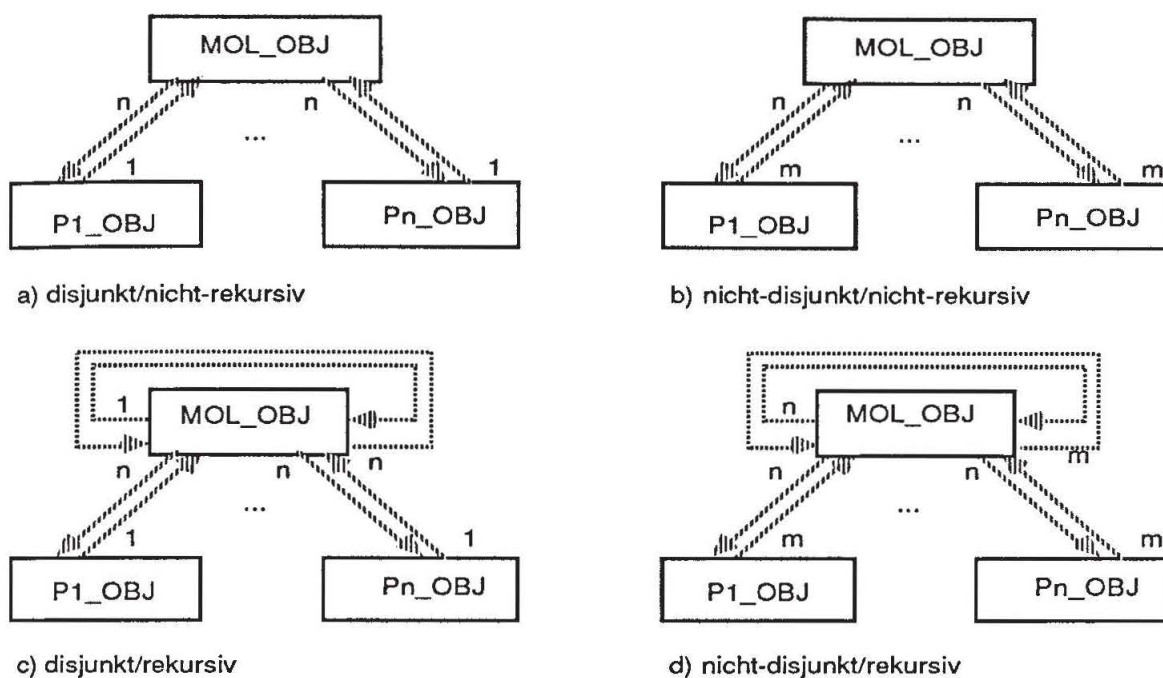 MOL_OBJ
n n
...
1 1
P1_OBJ Pn_OBJ
a) disjunkt/nicht-rekursiv
MOL_OBJ
n n
...
m m
P1_OBJ Pn_OBJ
b) nicht-disjunkt/nicht-rekursiv
1 MOL_OBJ
n n n
...
1 1
P1_OBJ Pn_OBJ
c) disjunkt/rekursiv
n MOL_OBJ
n n m
...
m m
P1_OBJ Pn_OBJ
d) nicht-disjunkt/rekursiv